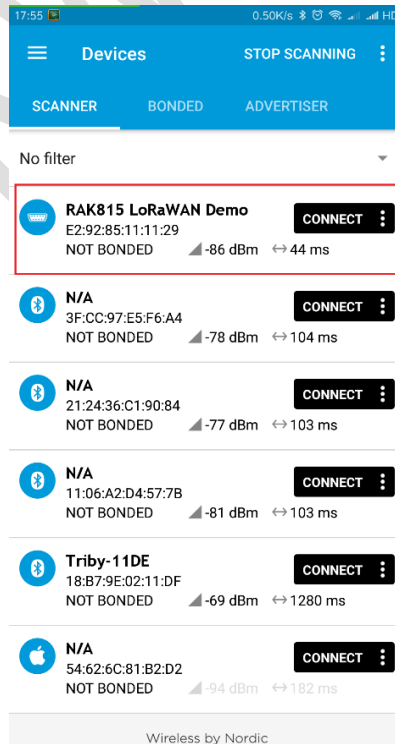 17:55 0.50K/s HD
Devices STOP SCANNING
SCANNER BONDED ADVERTISER
No filter
RAK815 LoRaWAN Demo
CONNECT
E2:92:85:11:11:29
NOT BONDED -86 dBm 44 ms
N/A
CONNECT
3F:CC:97:E5:F6:A4
NOT BONDED -78 dBm 104 ms
N/A
CONNECT
21:24:36:C1:90:84
NOT BONDED -77 dBm 103 ms
N/A
CONNECT
11:06:A2:D4:57:7B
NOT BONDED -81 dBm 103 ms
Triby-11DE
CONNECT
18:B7:9E:02:11:DF
NOT BONDED -69 dBm 1280 ms
N/A
CONNECT
54:62:6C:81:B2:D2
NOT BONDED -94 dBm 182 ms
Wireless by Nordic